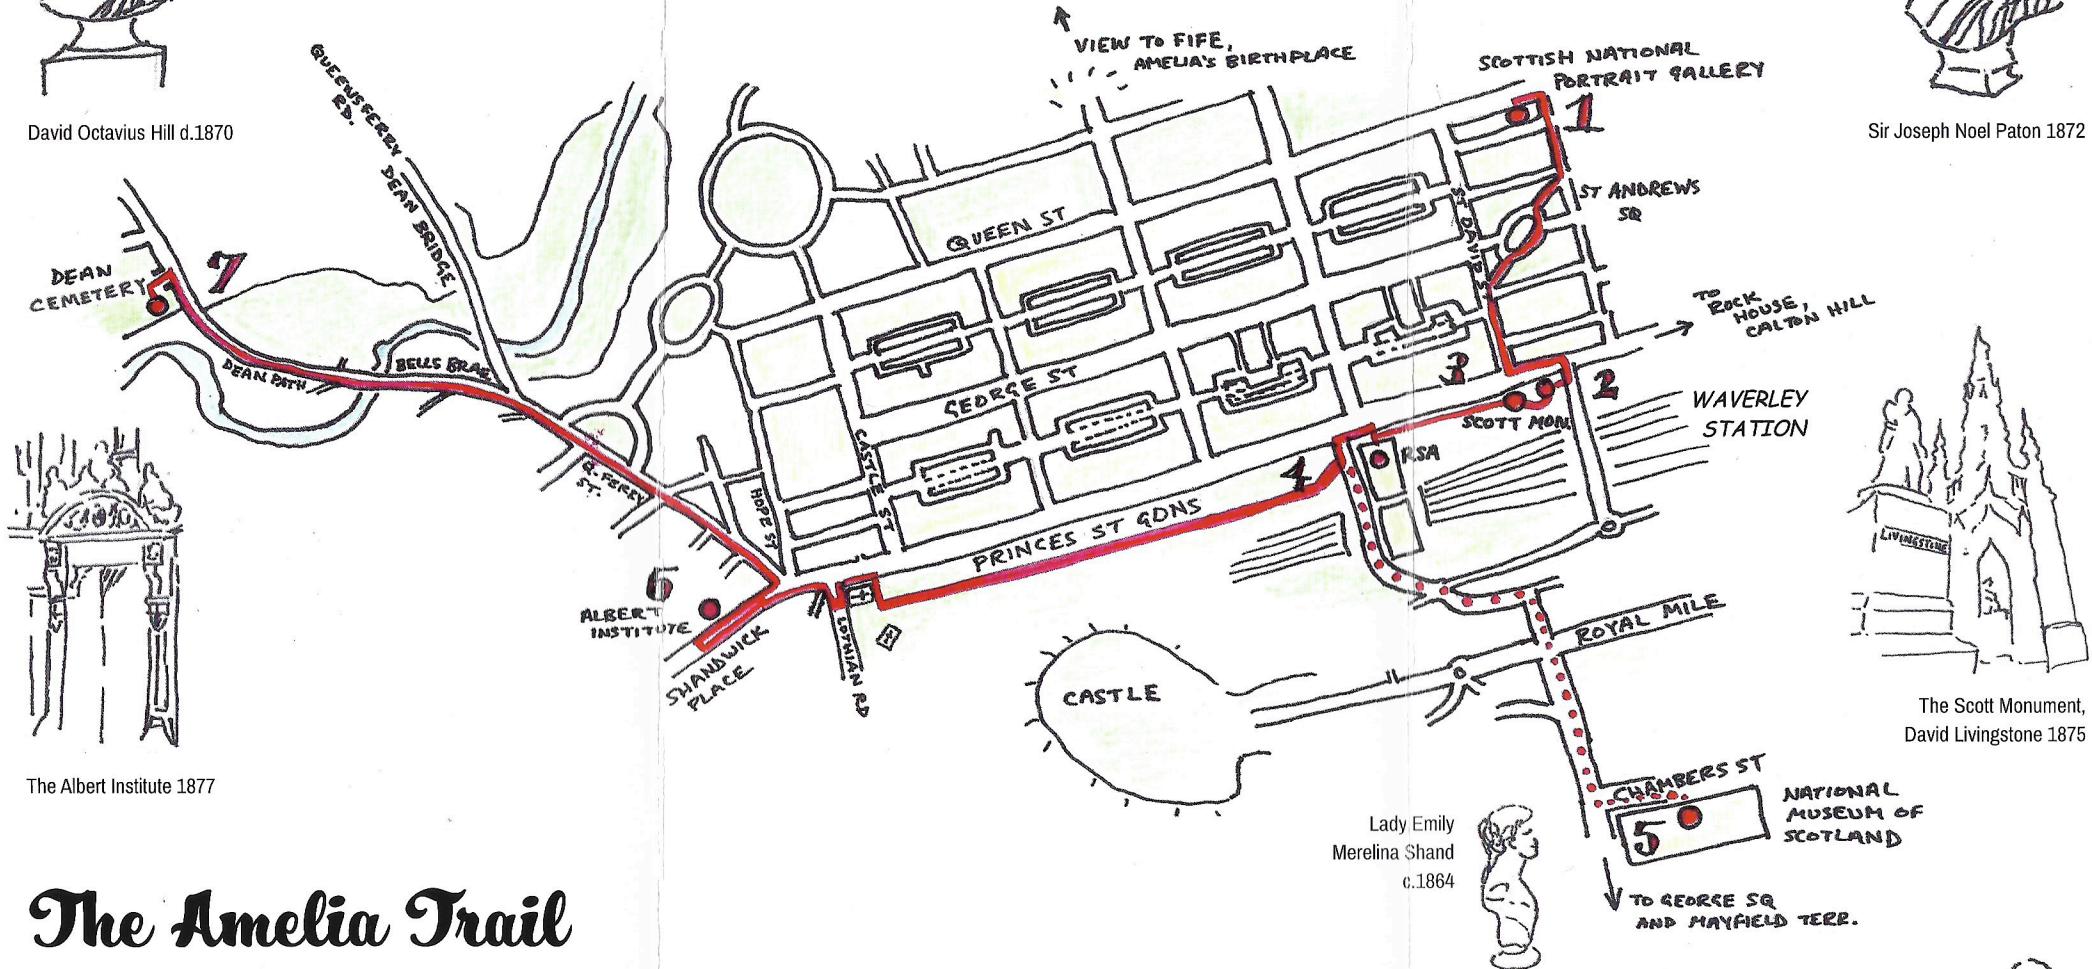 VIEW TO FIFE,
AMELIA'S BIRTHPLACE
SCOTTISH NATIONAL
PORTRAIT GALLERY
1
David Octavius Hill d.1870
Sir Joseph Noel Paton 1872
QUEENSFERRY
RD.
DEAN BRIDGE
ST ANDREWS
SQ
ST DAVID ST
QUEEN ST
7
DEAN
CEMETERY
TO
ROCK
HOUSE,
CALTON HILL
DEAN PATH
BELLS BRAE
GEORGE ST
3
2
WAVERLEY
STATION
SCOTT MON.
CASTLE ST
RSA
4
Q. FERRY
ST.
HOPE ST
PRINCES ST GDNS
LIVINGSTONE
6
ALBERT
INSTITUTE
SHANDWICK
PLACE
LOTHIAN RD
ROYAL MILE
CASTLE
The Scott Monument,
David Livingstone 1875
The Albert Institute 1877
CHAMBERS ST
5
NATIONAL
MUSEUM OF
SCOTLAND
Lady Emily
Merelina Shand
c.1864
TO GEORGE SQ
AND MAYFIELD TERR.
The Amelia Trail